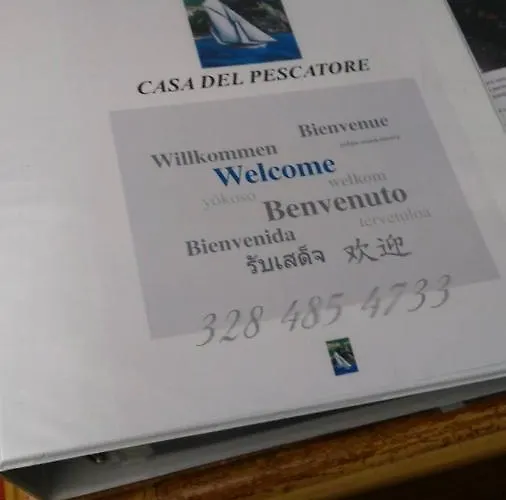 CASA DEL PESCATORE
Bienvenue
Willkommen
Welcome
yōkoso
welkom
Benvenuto
tervetuloa
Bienvenida
รับเสด็จ 欢迎
328 485 4733